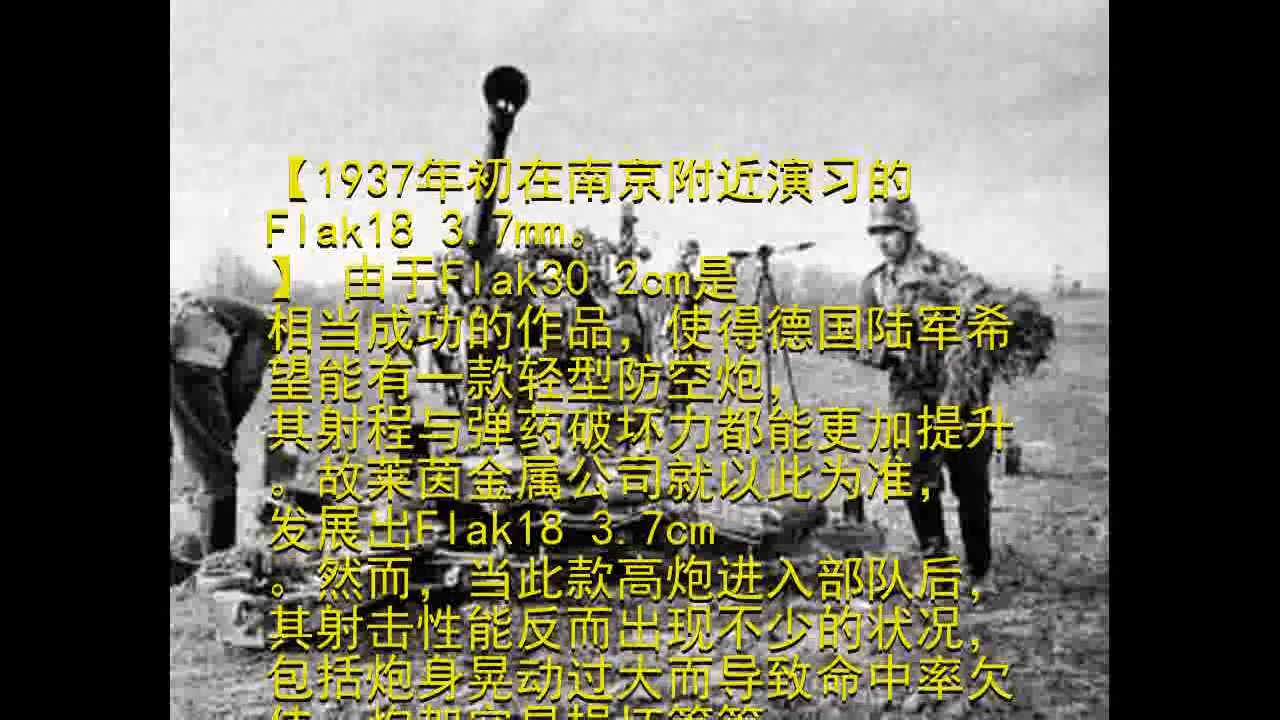 【1937年初在南京附近演习的
Flak18 3.7mm。
】 由于Flak30 2cm是
相当成功的作品，使得德国陆军希
望能有一款轻型防空炮，
其射程与弹药破坏力都能更加提升
。故莱茵金属公司就以此为准，
发展出Flak18 3.7cm
。然而，当此款高炮进入部队后，
其射击性能反而出现不少的状况，
包括炮身晃动过大而导致命中率欠